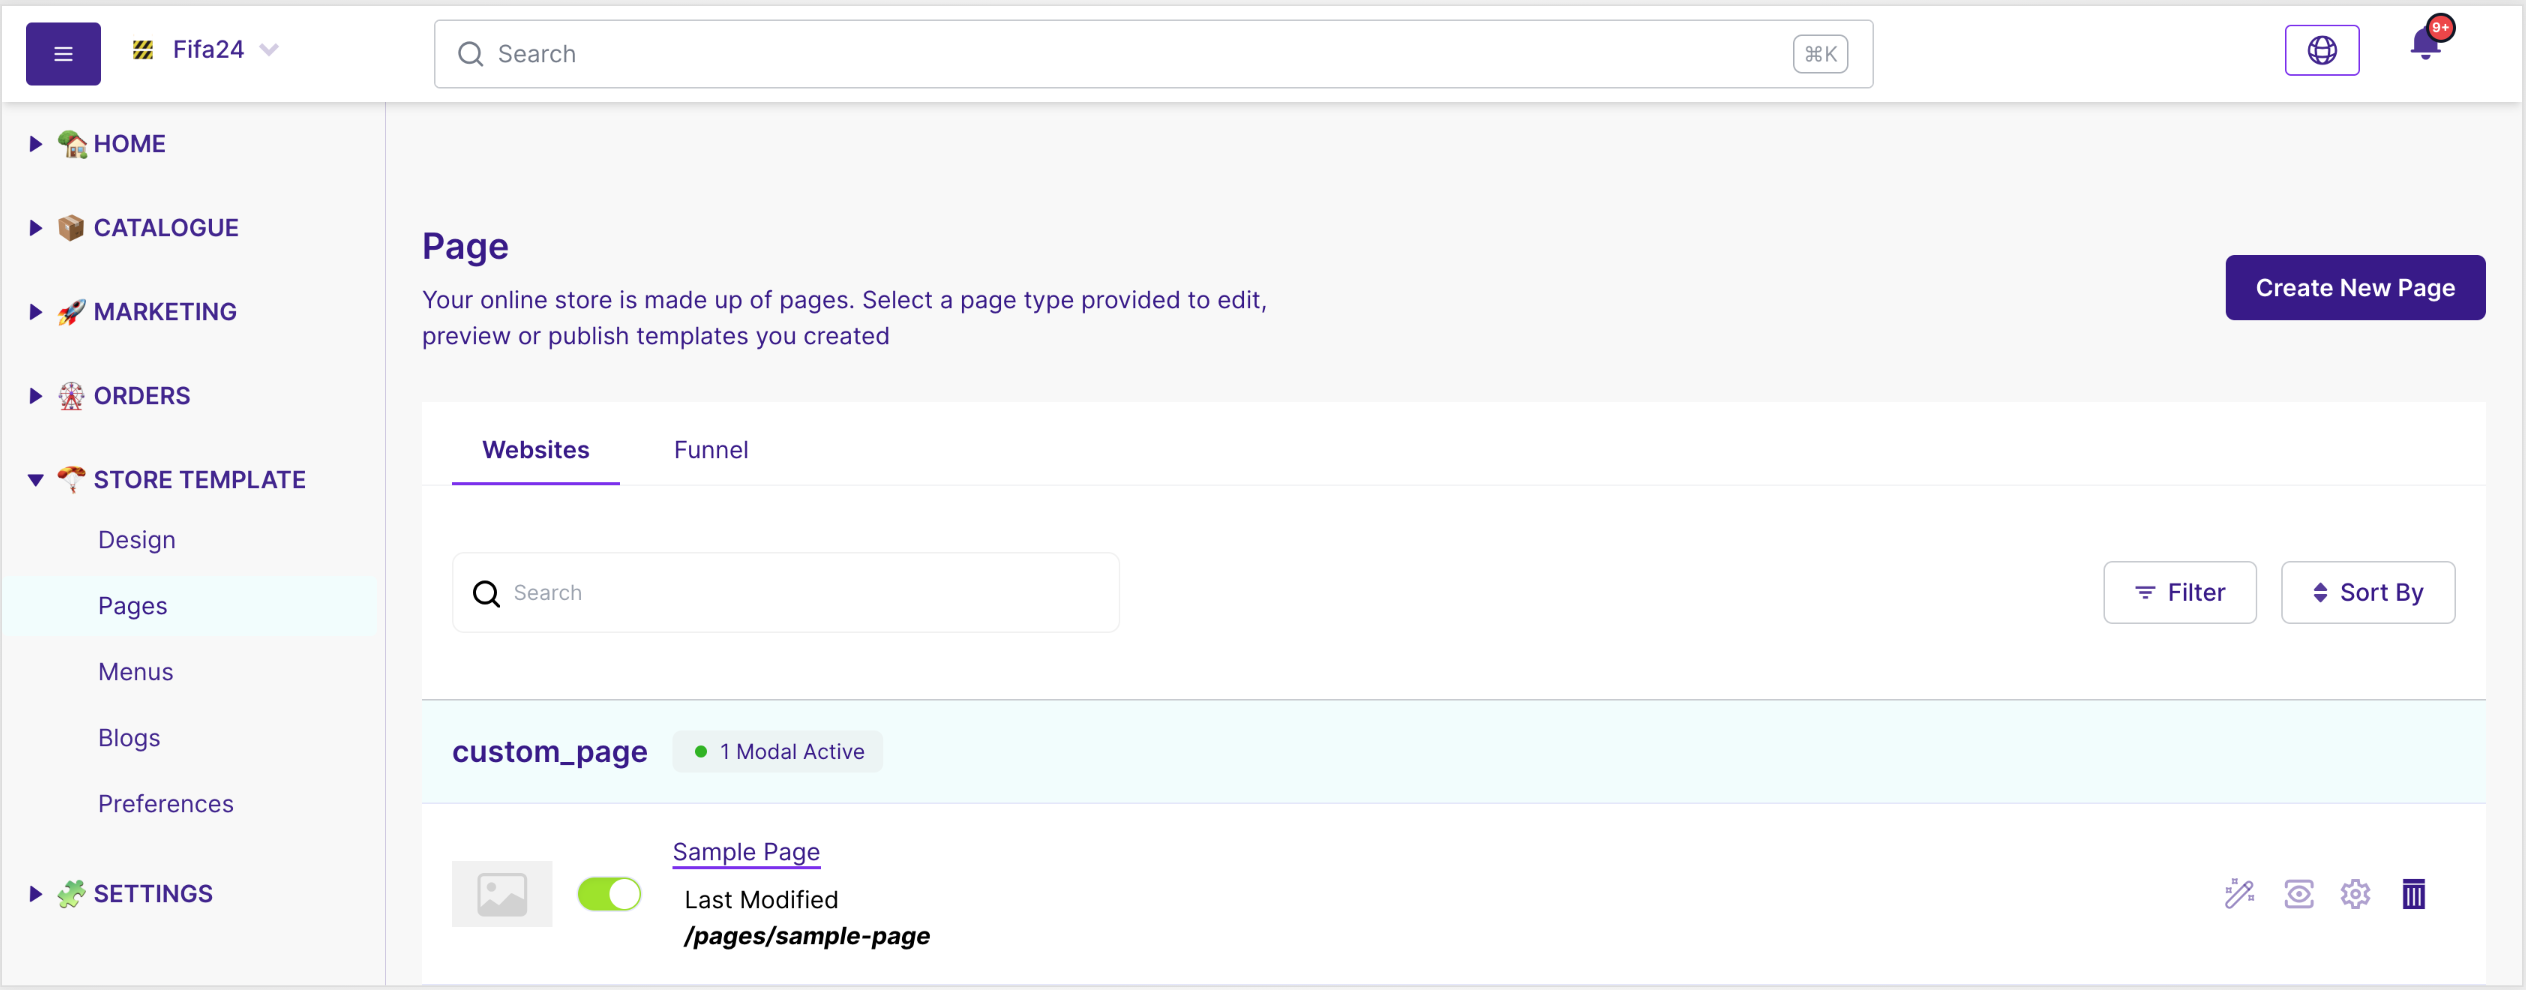 Fifa24
Search
⌘K
9+
HOME
CATALOGUE
MARKETING
ORDERS
STORE TEMPLATE
Design
Pages
Menus
Blogs
Preferences
SETTINGS
Page
Your online store is made up of pages. Select a page type provided to edit,
preview or publish templates you created
Create New Page
Websites
Funnel
Search
Filter
Sort By
custom_page
1 Modal Active
Sample Page
Last Modified
/pages/sample-page